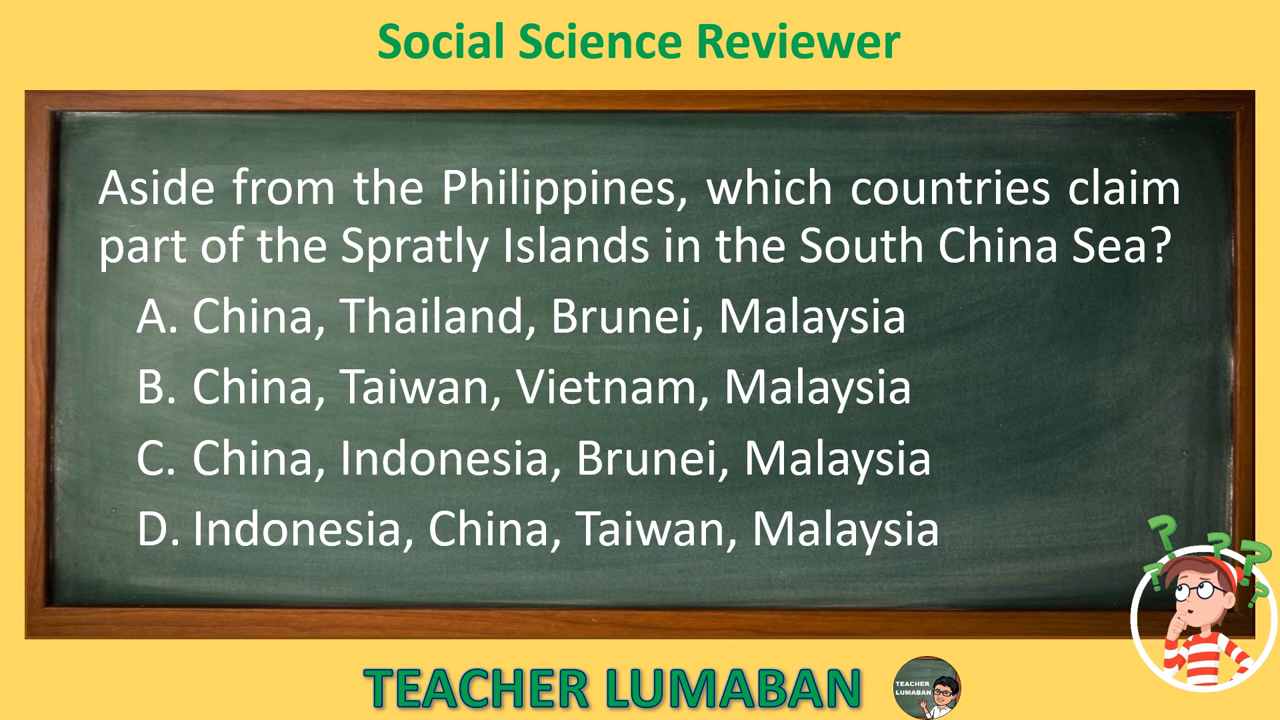 Social Science Reviewer
Aside from the Philippines, which countries claim
part of the Spratly Islands in the South China Sea?
A. China, Thailand, Brunei, Malaysia
B. China, Taiwan, Vietnam, Malaysia
C. China, Indonesia, Brunei, Malaysia
D. Indonesia, China, Taiwan, Malaysia
? ? ? ? ?
TEACHER LUMABAN
TEACHER
LUMABAN